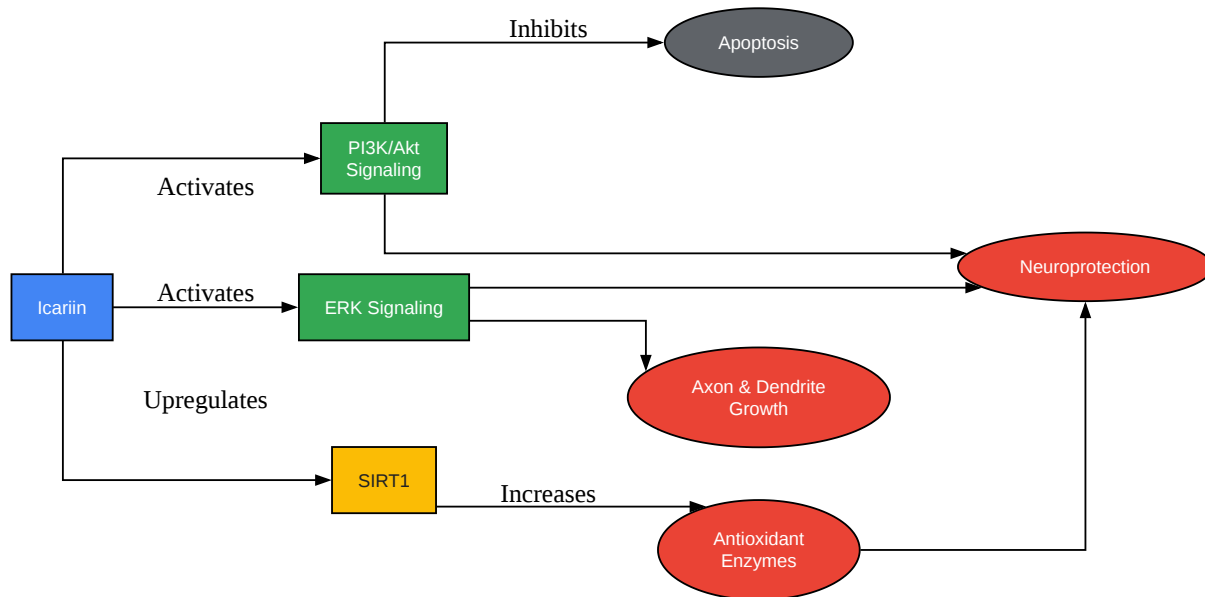 Inhibits
Apoptosis
PI3K/Akt
Signaling
Activates
Neuroprotection
Activates
Icariin
ERK Signaling
Axon & Dendrite
Growth
Upregulates
SIRT1
Increases
Antioxidant
Enzymes